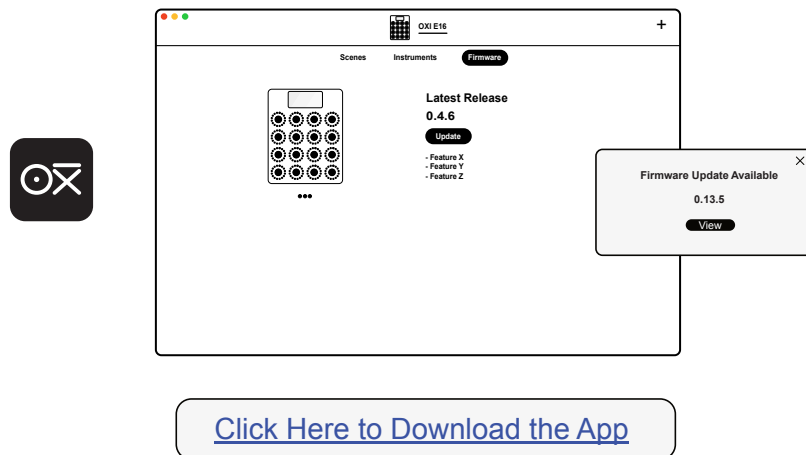 OXI E16
+
Scenes Instruments Firmware
Latest Release
0.4.6
Update
- Feature X
- Feature Y
- Feature Z
Firmware Update Available
0.13.5
View
Click Here to Download the App